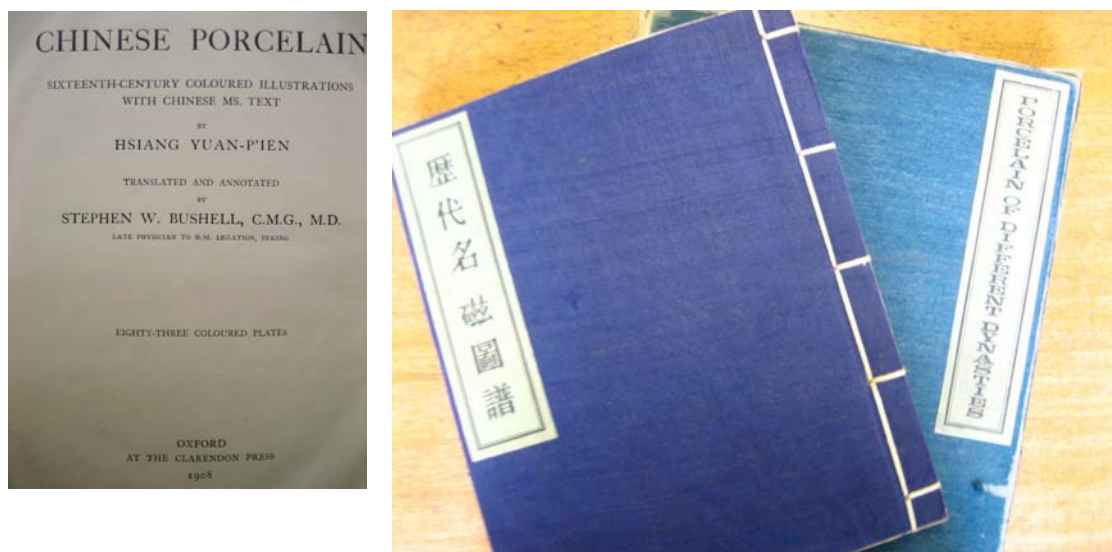 CHINESE PORCELAIN
SIXTEENTH-CENTURY COLOURED ILLUSTRATIONS
WITH CHINESE MS. TEXT
BY
HSIANG YUAN-P'IEN
TRANSLATED AND ANNOTATED
BY
STEPHEN W. BUSHELL, C.M.G., M.D.
LATE PHYSICIAN TO H.M. LEGATION, PEKING
EIGHTY-THREE COLOURED PLATES
OXFORD
AT THE CLARENDON PRESS
1908
歷代名磁圖譜
PORCELAIN OF DIFFERENT DYNASTIES